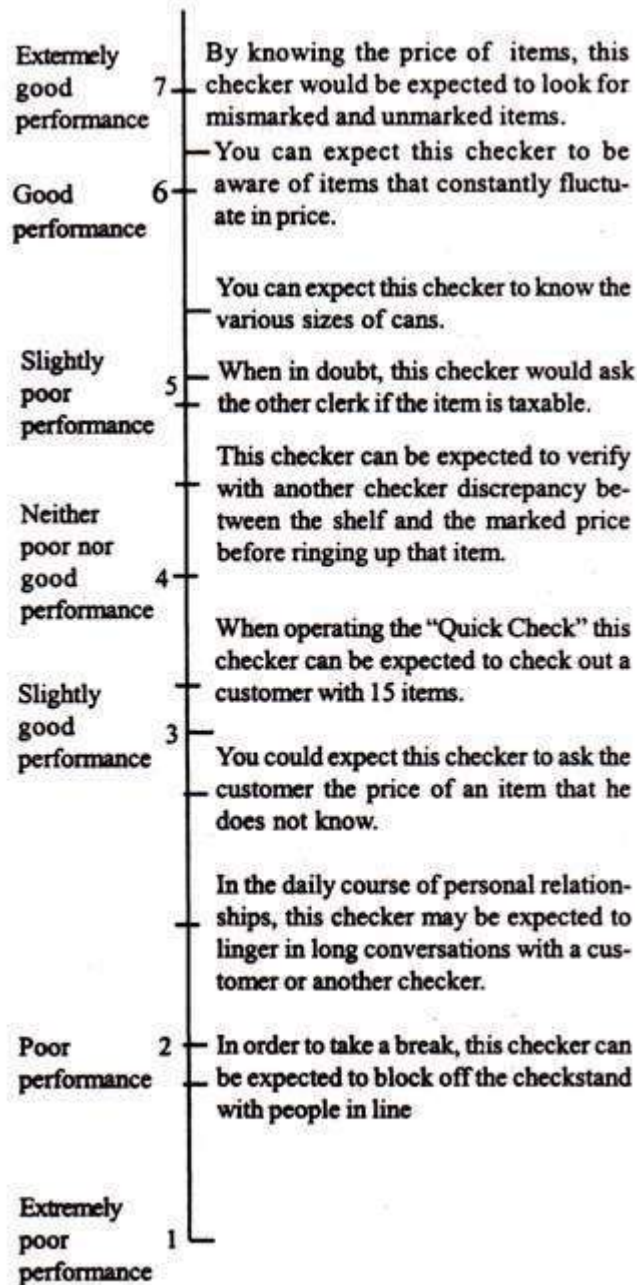 Extermely
good
performance
7
By knowing the price of items, this
checker would be expected to look for
mismarked and unmarked items.
You can expect this checker to be
aware of items that constantly fluctu-
ate in price.
Good
performance
6
You can expect this checker to know the
various sizes of cans.
Slightly
poor
performance
5
When in doubt, this checker would ask
the other clerk if the item is taxable.
This checker can be expected to verify
with another checker discrepancy be-
tween the shelf and the marked price
before ringing up that item.
Neither
poor nor
good
performance
4
When operating the “Quick Check” this
checker can be expected to check out a
customer with 15 items.
Slightly
good
performance
3
You could expect this checker to ask the
customer the price of an item that he
does not know.
In the daily course of personal relation-
ships, this checker may be expected to
linger in long conversations with a cus-
tomer or another checker.
Poor
performance
2
In order to take a break, this checker can
be expected to block off the checkstand
with people in line
Extremely
poor
performance
1